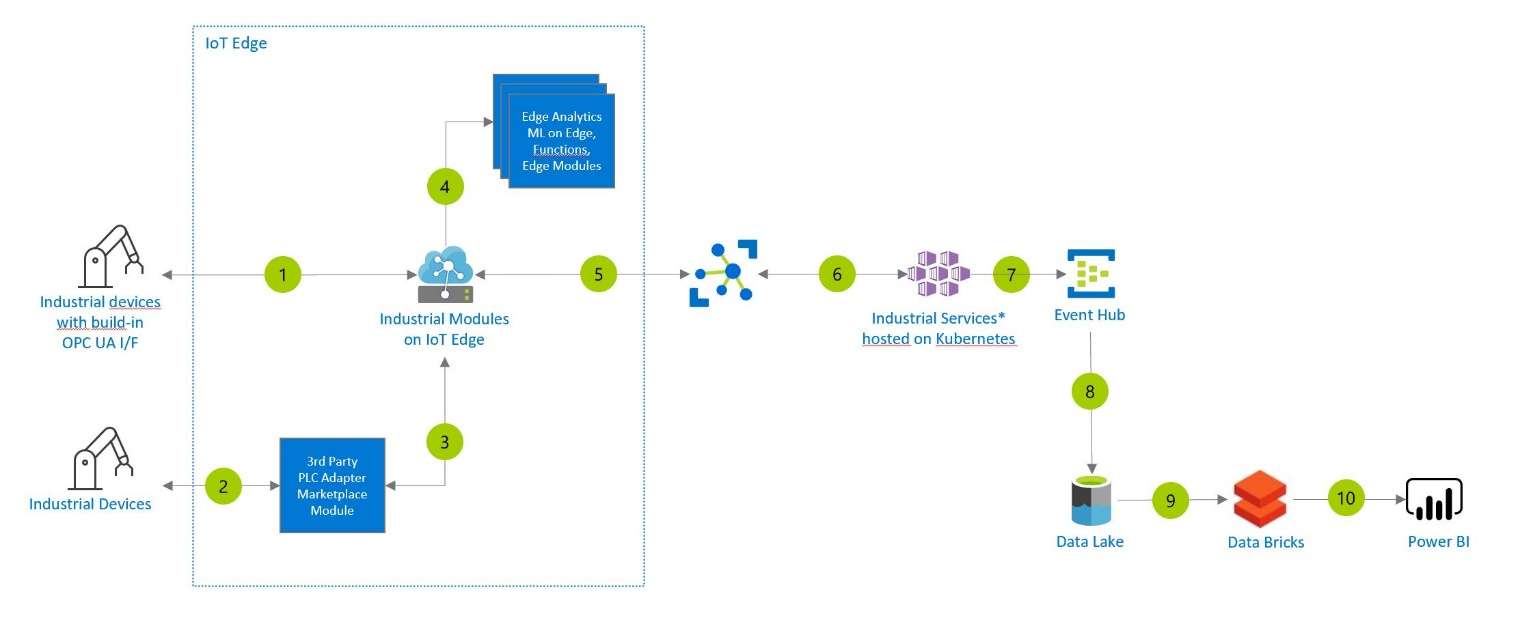 IoT Edge
Edge Analytics
ML on Edge,
Functions,
Edge Modules
4
1
5
6
7
Industrial devices
with build-in
OPC UA I/F
Industrial Modules
on IoT Edge
Industrial Services*
hosted on Kubernetes
Event Hub
8
3
2
3rd Party
PLC Adapter
Marketplace
Module
Industrial Devices
9
10
Data Lake
Data Bricks
Power BI